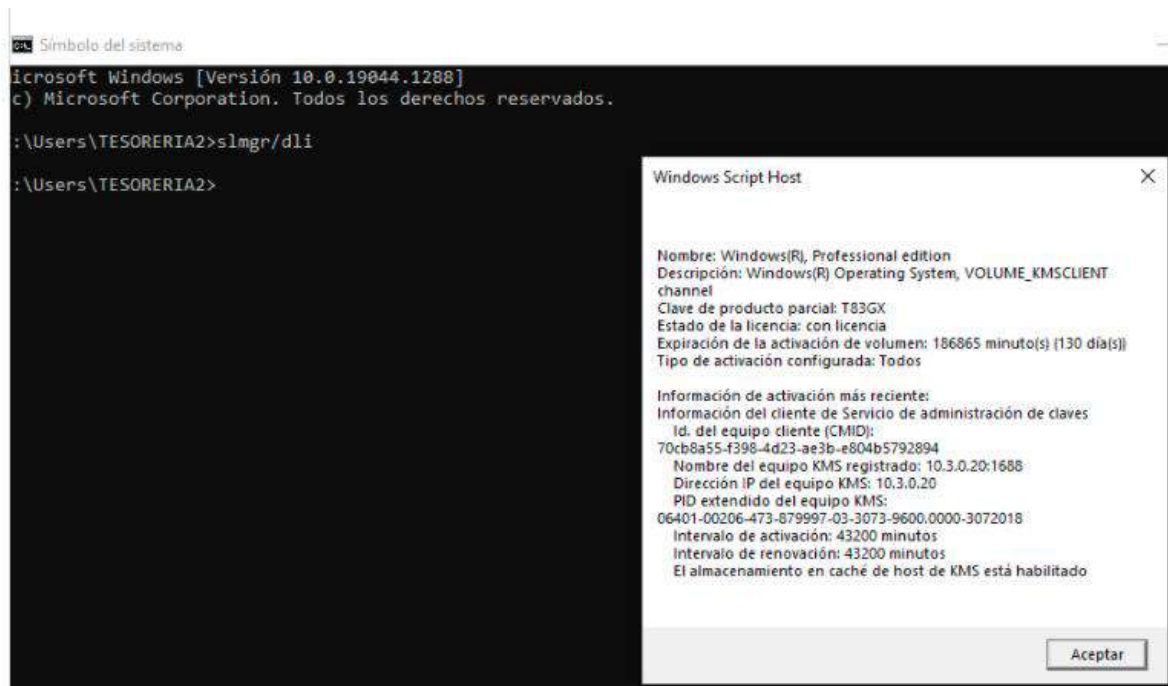 Símbolo del sistema
icrosoft Windows [Versión 10.0.19044.1288]
c) Microsoft Corporation. Todos los derechos reservados.
:\Users\TESORERIA2>slmgr/dli
:\Users\TESORERIA2>
Windows Script Host
Nombre: Windows(R), Professional edition
Descripción: Windows(R) Operating System, VOLUME_KMSCLIENT
channel
Clave de producto parcial: T83GX
Estado de la licencia: con licencia
Expiración de la activación de volumen: 186865 minuto(s) (130 día(s))
Tipo de activación configurada: Todos
Información de activación más reciente:
Información del cliente de Servicio de administración de claves
Id. del equipo cliente (CMID):
70cb8a55-f398-4d23-ae3b-e804b5792894
Nombre del equipo KMS registrado: 10.3.0.20:1688
Dirección IP del equipo KMS: 10.3.0.20
PID extendido del equipo KMS:
06401-00206-473-879997-03-3073-9600.0000-3072018
Intervalo de activación: 43200 minutos
Intervalo de renovación: 43200 minutos
El almacenamiento en caché de host de KMS está habilitado
Aceptar